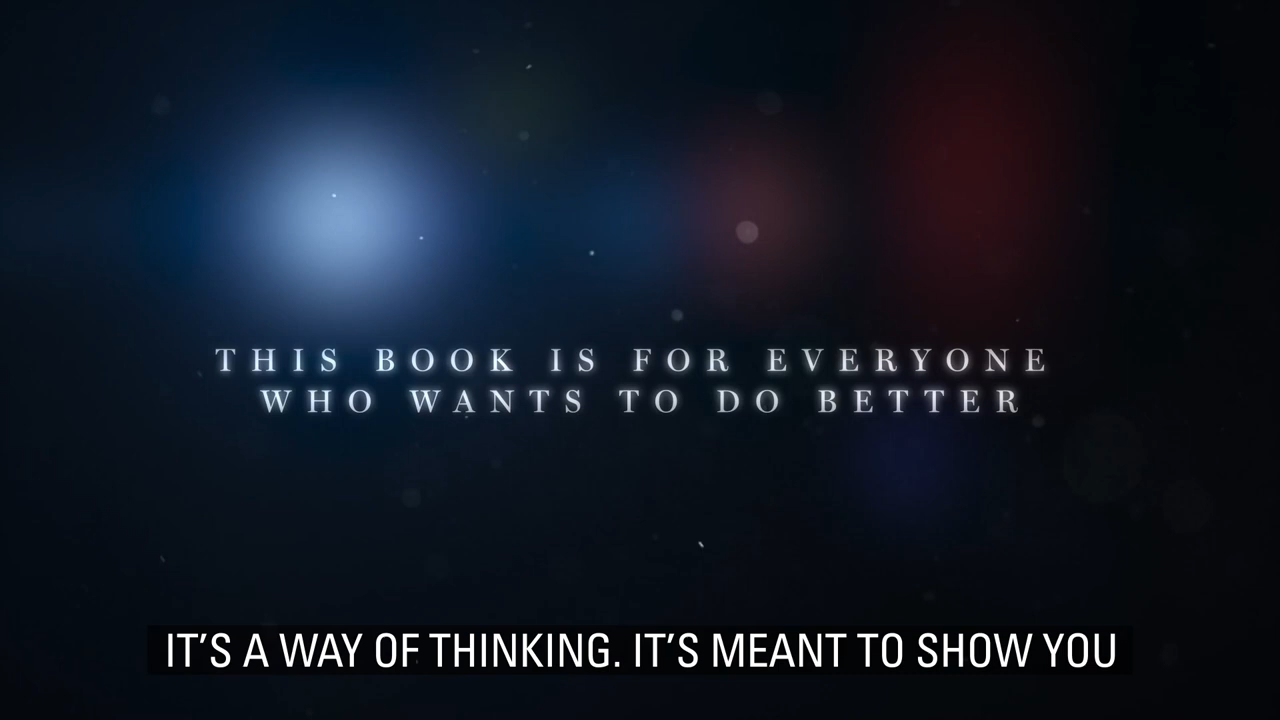 THIS BOOK IS FOR EVERYONE
WHO WANTS TO DO BETTER
IT'S A WAY OF THINKING. IT'S MEANT TO SHOW YOU